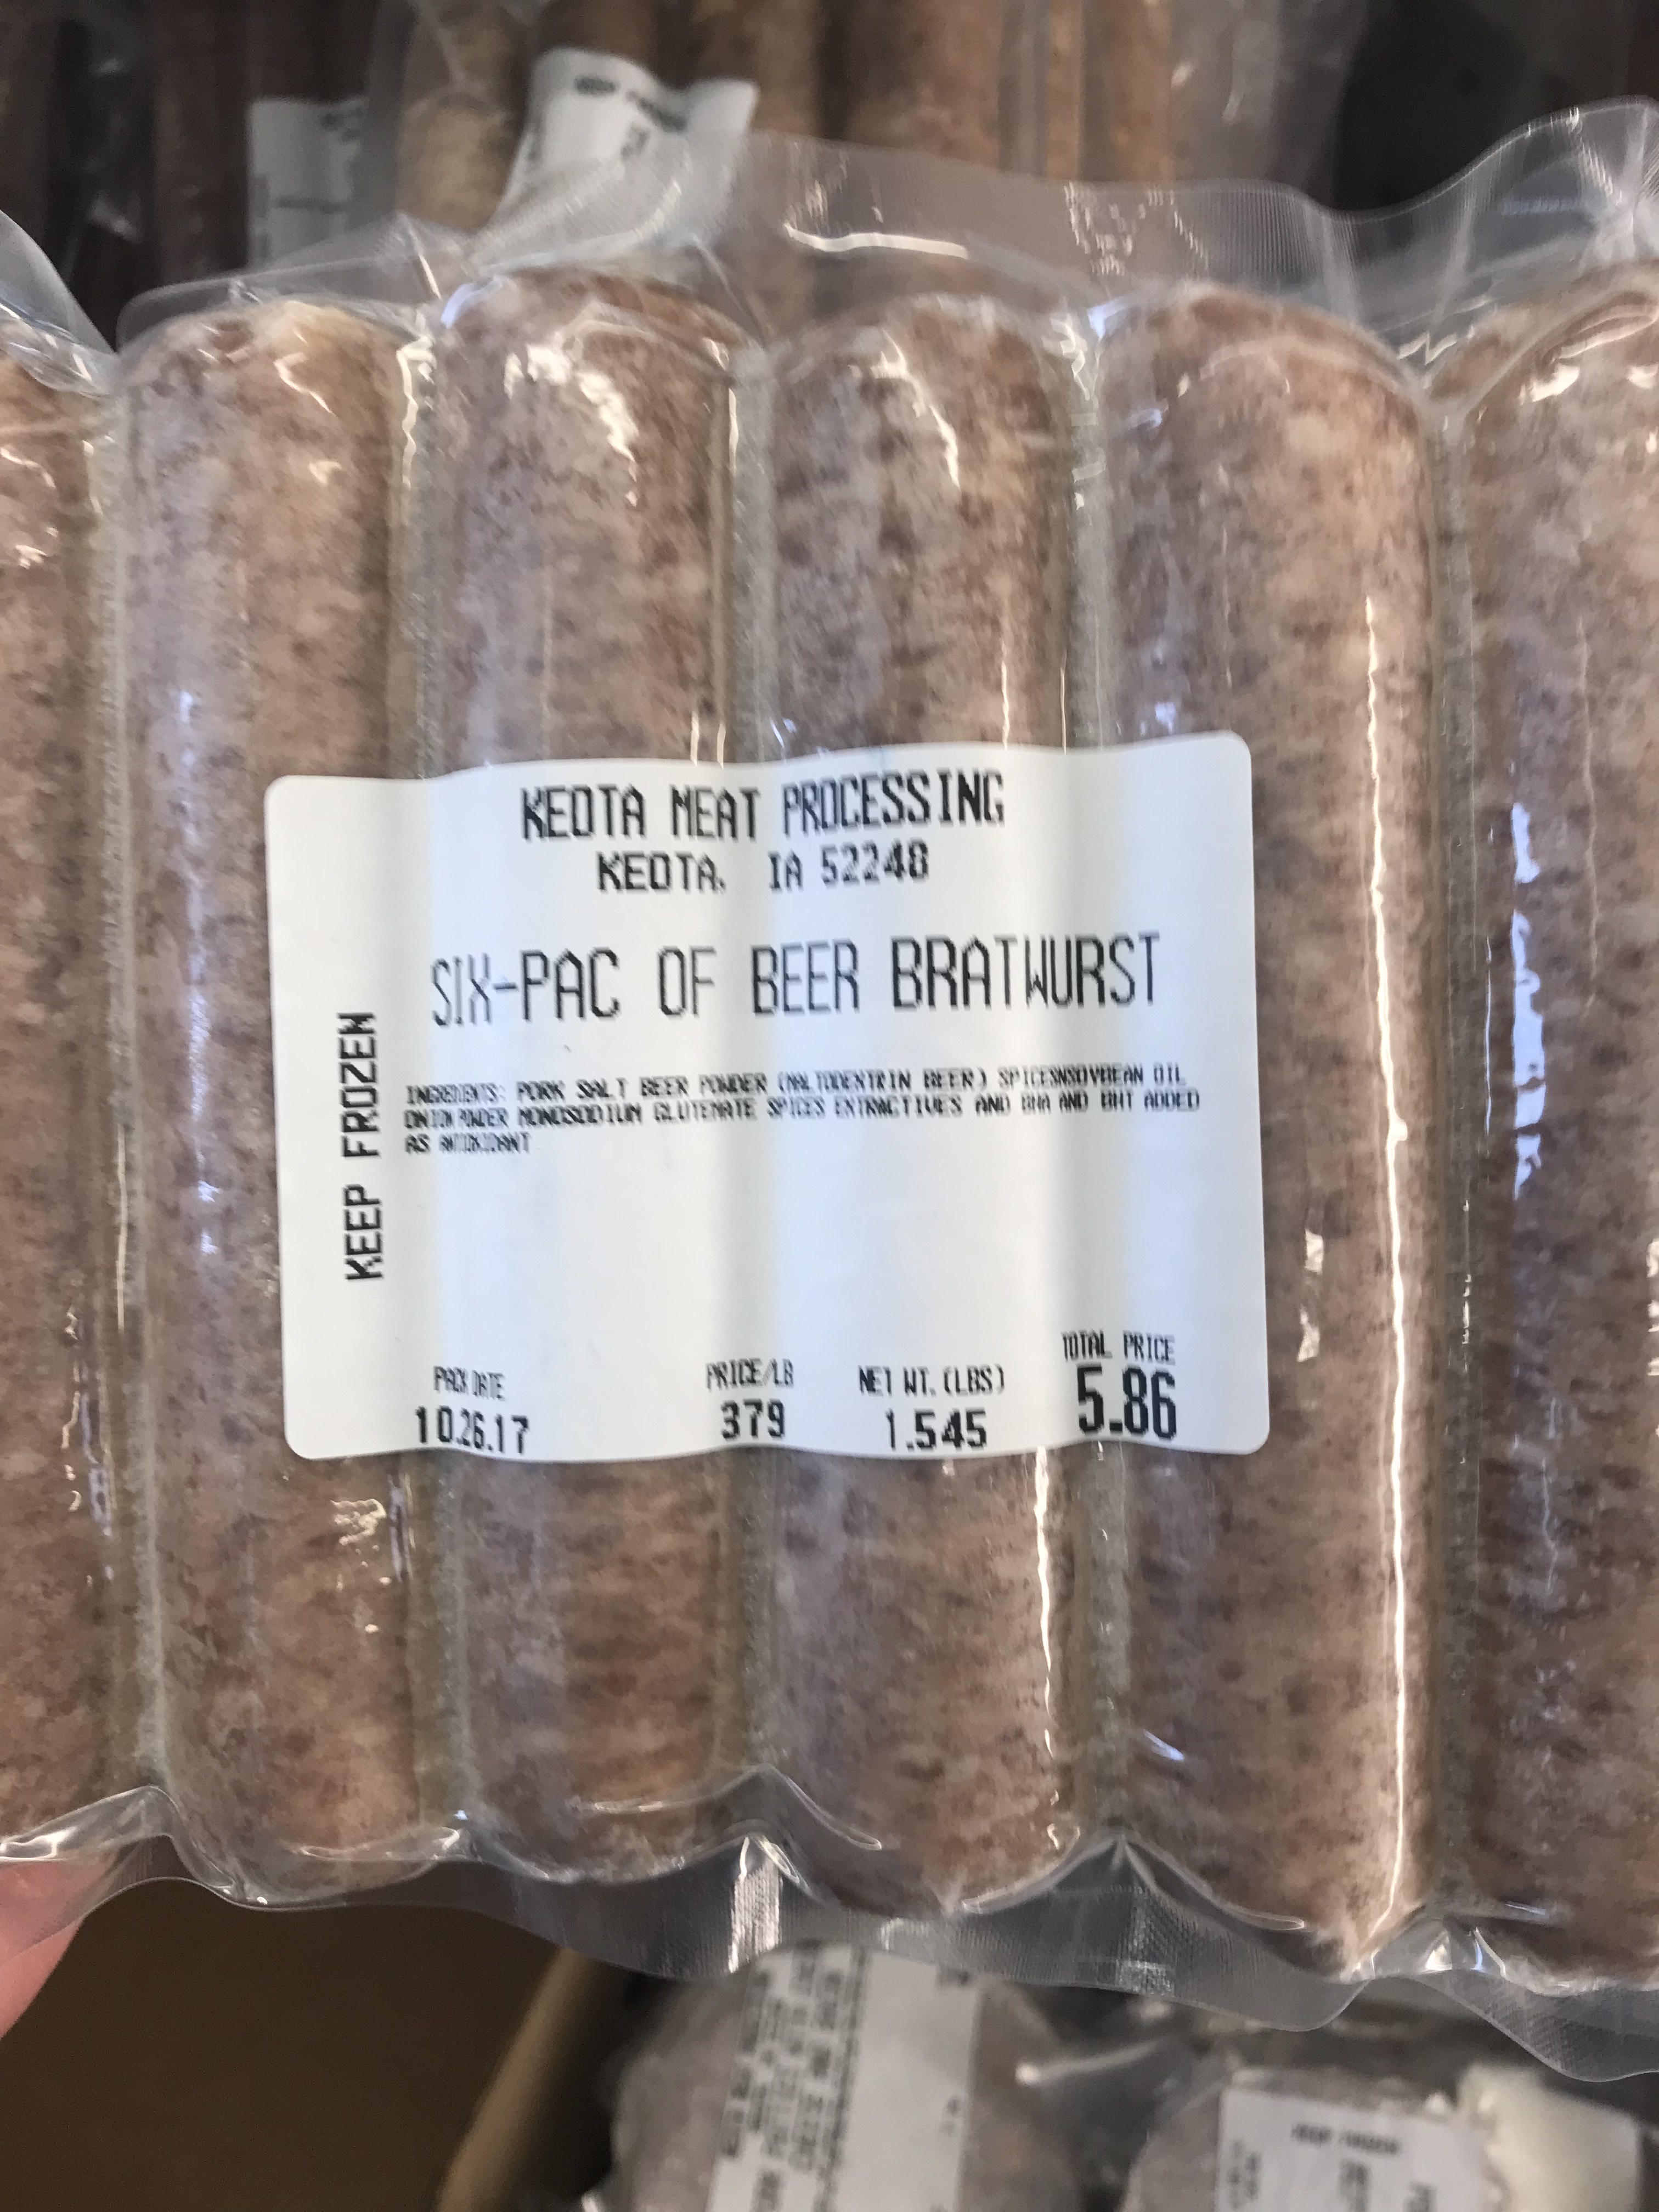 KEOTA MEAT PROCESSING
KEOTA, IA 52248
SIX-PAC OF BEER BRATWURST
KEEP FROZEN
INGREDIENTS: PORK SALT BEER POWDER (MALTODEXTRIN BEER) SPICESNSOYBEAN OIL
ONION POWDER MONOSODIUM GLUTEMATE SPICES EXTRACTIVES AND BHA AND BHT ADDED
AS ANTIOXIDANT
PACK DATE PRICE/LB NET WT. (LBS) TOTAL PRICE
10.26.17 379 1.545 5.86